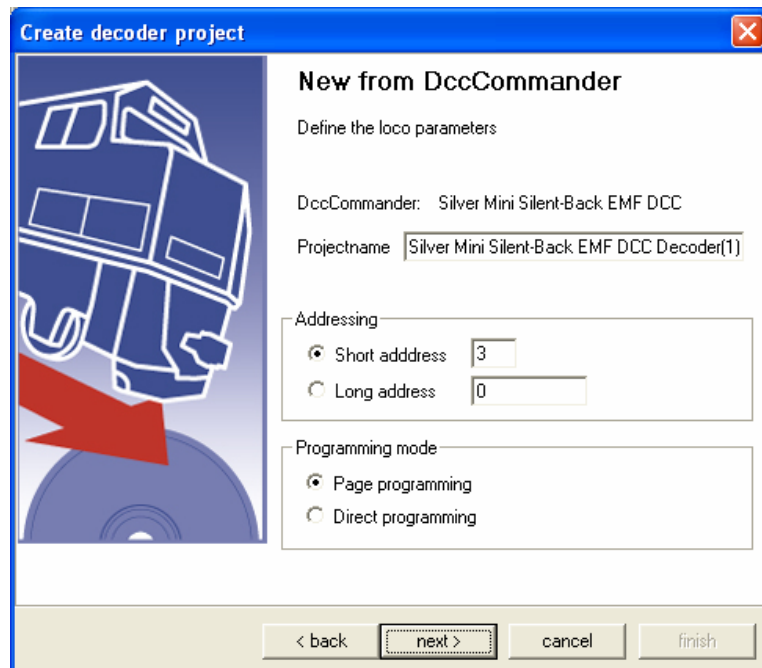 Create decoder project
New from DccCommander
Define the loco parameters
DccCommander: Silver Mini Silent-Back EMF DCC
Projectname Silver Mini Silent-Back EMF DCC Decoder(1)
Addressing
Short adddress 3
Long address 0
Programming mode
Page programming
Direct programming
< back next > cancel finish